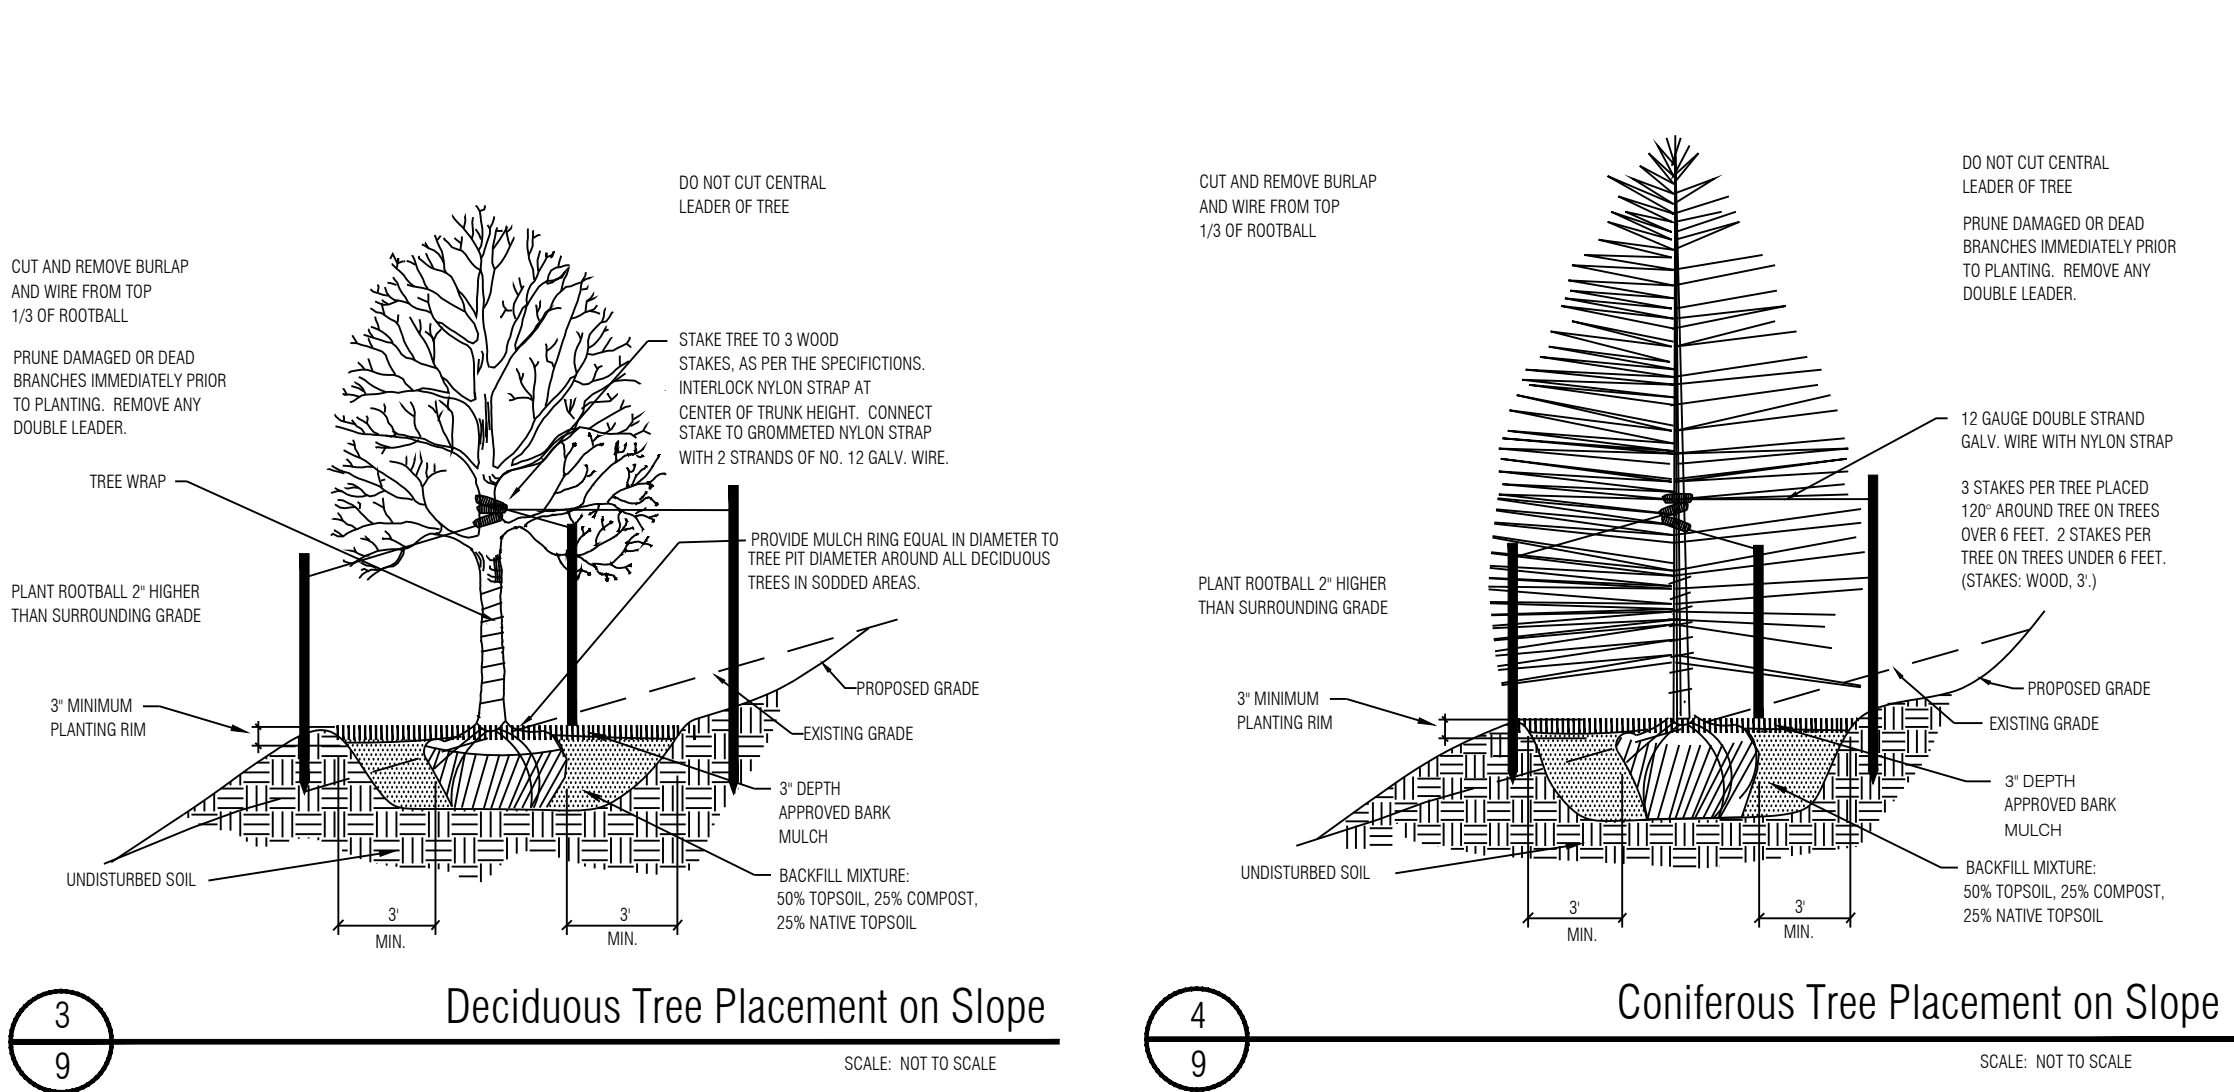 DO NOT CUT CENTRAL
LEADER OF TREE
CUT AND REMOVE BURLAP
AND WIRE FROM TOP
1/3 OF ROOTBALL
PRUNE DAMAGED OR DEAD
BRANCHES IMMEDIATELY PRIOR
TO PLANTING. REMOVE ANY
DOUBLE LEADER.
STAKE TREE TO 3 WOOD
STAKES, AS PER THE SPECIFICTIONS.
INTERLOCK NYLON STRAP AT
CENTER OF TRUNK HEIGHT. CONNECT
STAKE TO GROMMETED NYLON STRAP
WITH 2 STRANDS OF NO. 12 GALV. WIRE.
TREE WRAP
PROVIDE MULCH RING EQUAL IN DIAMETER TO
TREE PIT DIAMETER AROUND ALL DECIDUOUS
TREES IN SODDED AREAS.
PLANT ROOTBALL 2" HIGHER
THAN SURROUNDING GRADE
PROPOSED GRADE
3" MINIMUM
PLANTING RIM
EXISTING GRADE
3" DEPTH
APPROVED BARK
MULCH
UNDISTURBED SOIL
BACKFILL MIXTURE:
50% TOPSOIL, 25% COMPOST,
25% NATIVE TOPSOIL
3'
MIN.
3'
MIN.
3
9
Deciduous Tree Placement on Slope
SCALE: NOT TO SCALE
CUT AND REMOVE BURLAP
AND WIRE FROM TOP
1/3 OF ROOTBALL
DO NOT CUT CENTRAL
LEADER OF TREE
PRUNE DAMAGED OR DEAD
BRANCHES IMMEDIATELY PRIOR
TO PLANTING. REMOVE ANY
DOUBLE LEADER.
12 GAUGE DOUBLE STRAND
GALV. WIRE WITH NYLON STRAP
3 STAKES PER TREE PLACED
120° AROUND TREE ON TREES
OVER 6 FEET. 2 STAKES PER
TREE ON TREES UNDER 6 FEET.
(STAKES: WOOD, 3'.)
PLANT ROOTBALL 2" HIGHER
THAN SURROUNDING GRADE
PROPOSED GRADE
3" MINIMUM
PLANTING RIM
EXISTING GRADE
3" DEPTH
APPROVED BARK
MULCH
UNDISTURBED SOIL
BACKFILL MIXTURE:
50% TOPSOIL, 25% COMPOST,
25% NATIVE TOPSOIL
3'
MIN.
3'
MIN.
4
9
Coniferous Tree Placement on Slope
SCALE: NOT TO SCALE